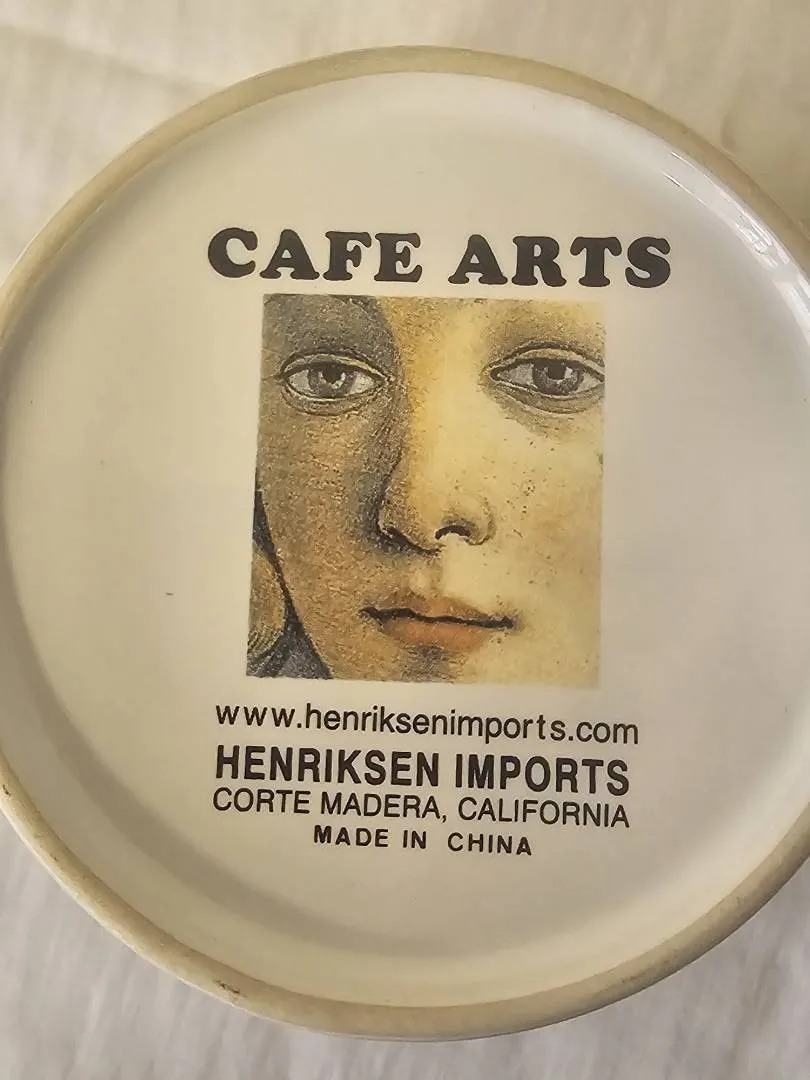 CAFE ARTS
www.henriksenimports.com
HENRIKSEN IMPORTS
CORTE MADERA, CALIFORNIA
MADE IN CHINA